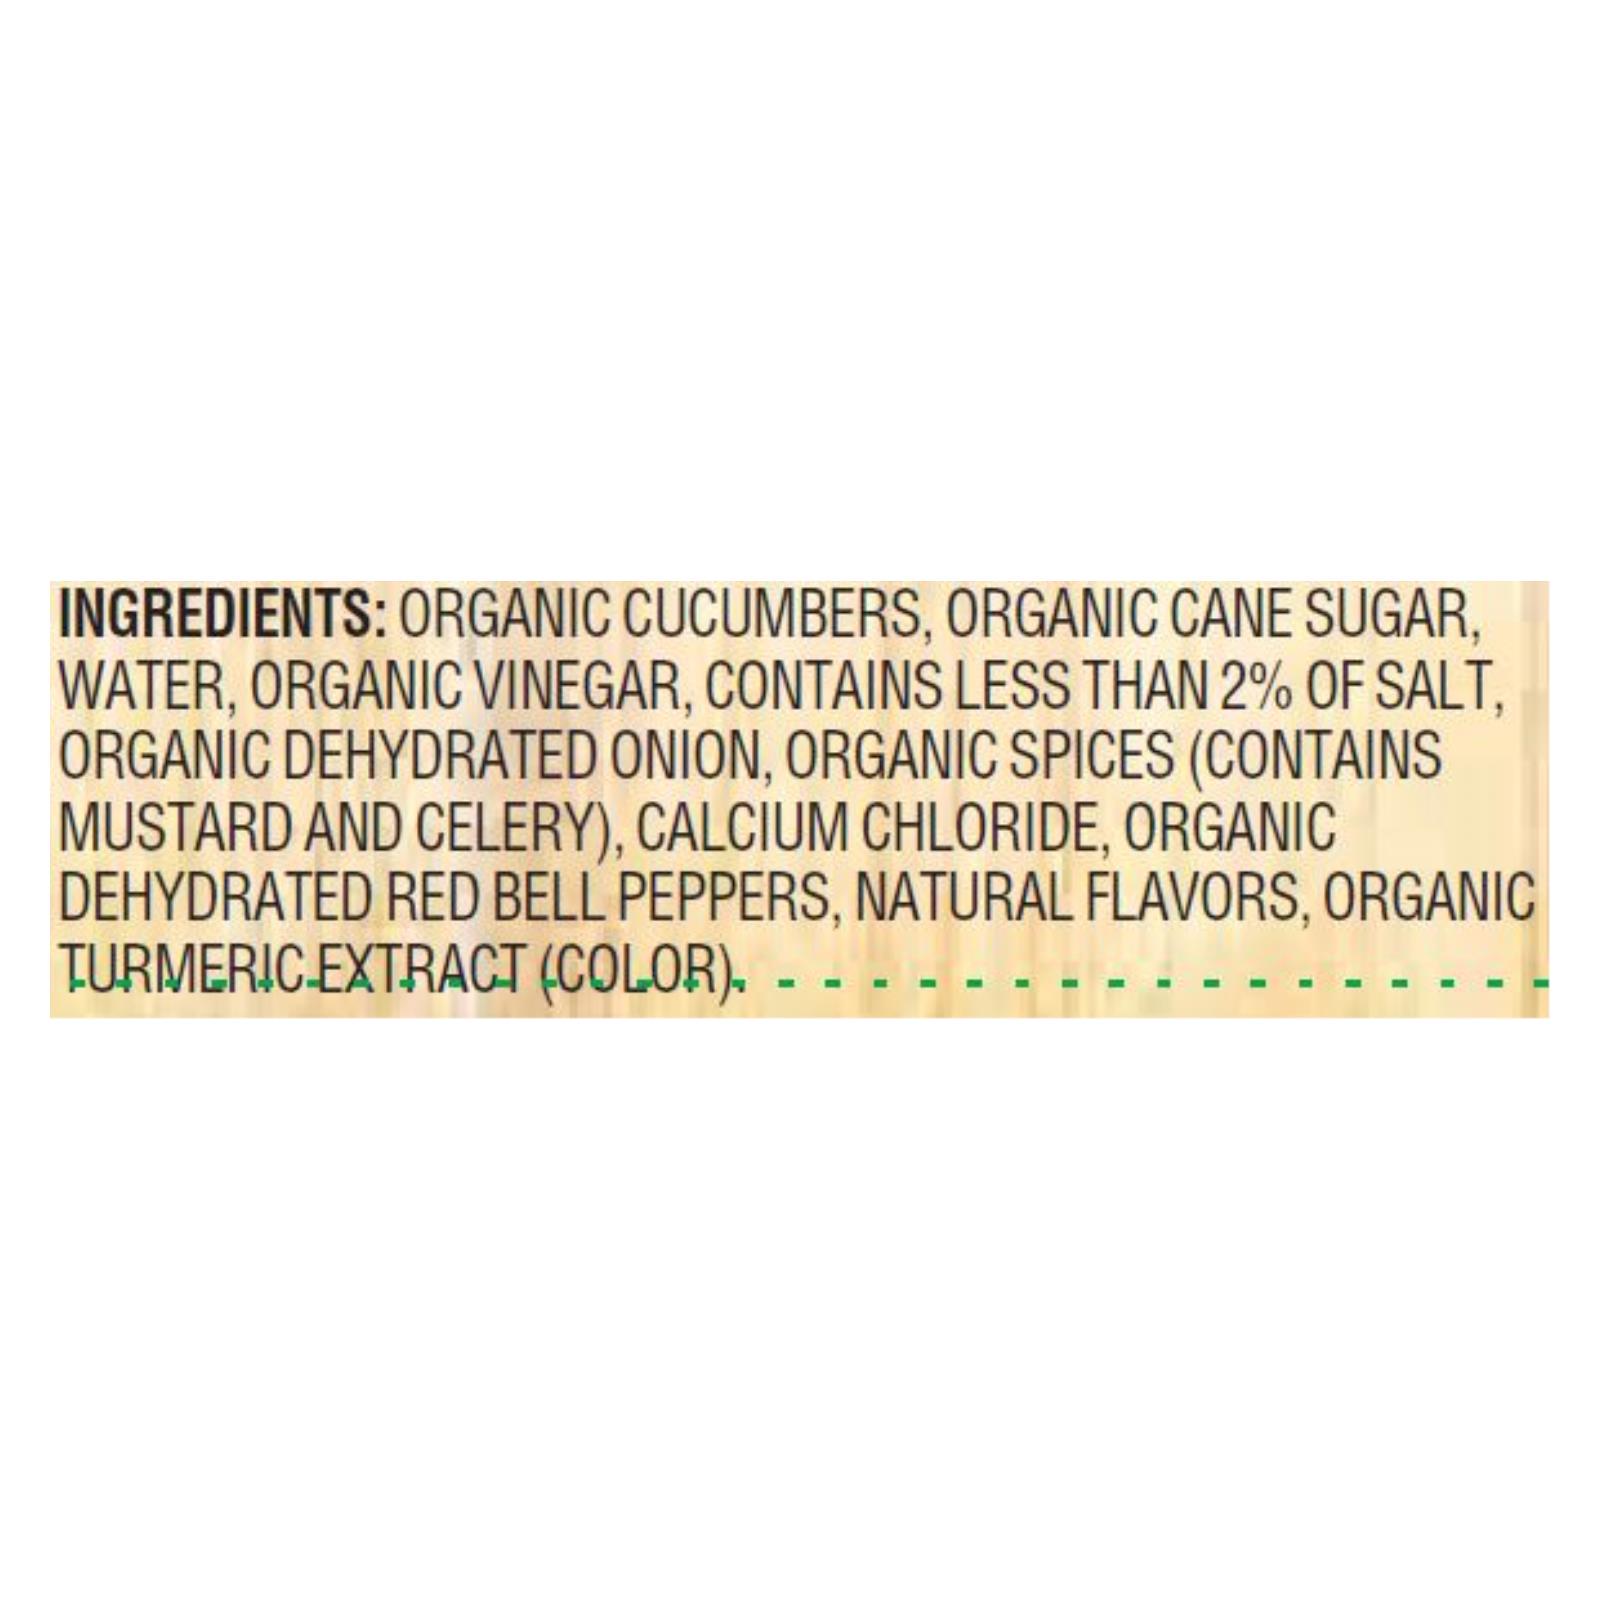 INGREDIENTS: ORGANIC CUCUMBERS, ORGANIC CANE SUGAR,
WATER, ORGANIC VINEGAR, CONTAINS LESS THAN 2% OF SALT,
ORGANIC DEHYDRATED ONION, ORGANIC SPICES (CONTAINS
MUSTARD AND CELERY), CALCIUM CHLORIDE, ORGANIC
DEHYDRATED RED BELL PEPPERS, NATURAL FLAVORS, ORGANIC
TURMERIC EXTRACT (COLOR).